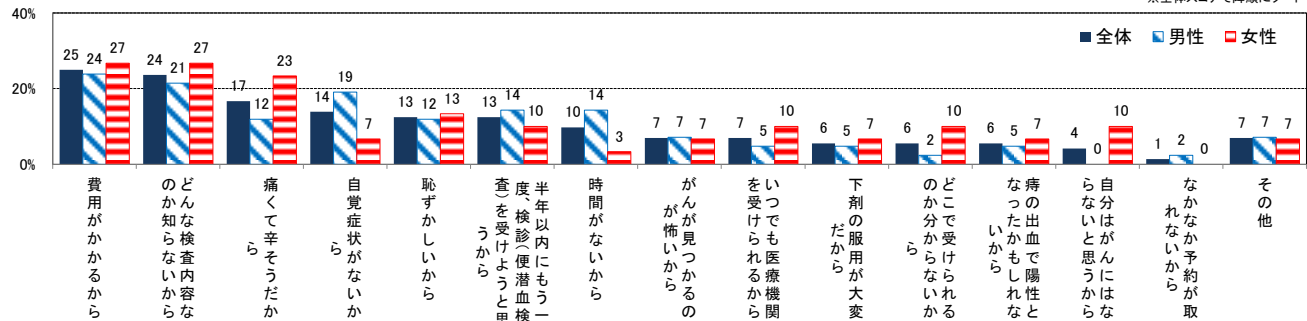 ※全体スコアで降順にソート
40%
■全体 男性 女性
20%
0%
25 24 27
24 21 27
17 12 23
14 19 7
13 12 13
13 14 10
10 14 3
7 7 7
7 5 10
6 5 7
6 2 10
6 5 7
4 0 10
1 2 0
7 7 7
費用がかかるから
どんな検査内容な
のか知らないから
痛くて辛そうだか
ら
自覚症状がないか
ら
恥ずかしいから
半年以内にもう一
度、検診(便潜血検
査)を受けようと思
うから
時間がないから
がんが見つかるの
が怖いから
いつでも医療機関
を受けられるから
下剤の服用が大変
だから
どこで受けられる
のか分からないか
ら
痔の出血で陽性と
なったかもしれな
いから
自分はがんにはな
らないと思うから
なかなか予約が取
れないから
その他